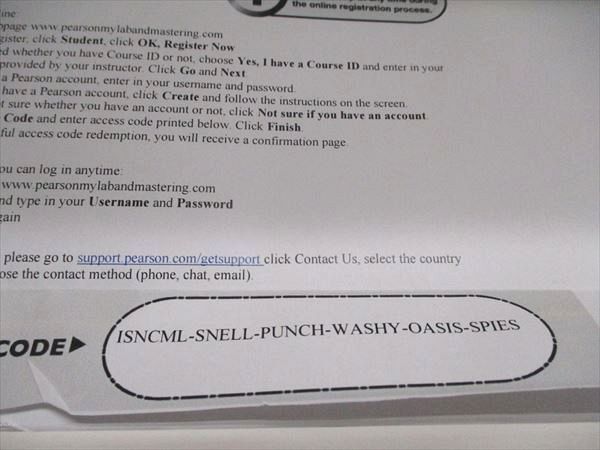 the online registration process.
ine:
page www.pearsonmylabandmastering.com
gister, click Student, click OK, Register Now
ed whether you have Course ID or not, choose Yes, I have a Course ID and enter in your
provided by your instructor. Click Go and Next.
a Pearson account, enter in your username and password.
have a Pearson account, click Create and follow the instructions on the screen.
t sure whether you have an account or not, click Not sure if you have an account.
Code and enter access code printed below. Click Finish.
ful access code redemption, you will receive a confirmation page.
ou can log in anytime:
www.pearsonmylabandmastering.com
nd type in your Username and Password
gain
please go to support.pearson.com/getsupport click Contact Us, select the country
ose the contact method (phone, chat, email).
CODE▶
ISNCML-SNELL-PUNCH-WASHY-OASIS-SPIES